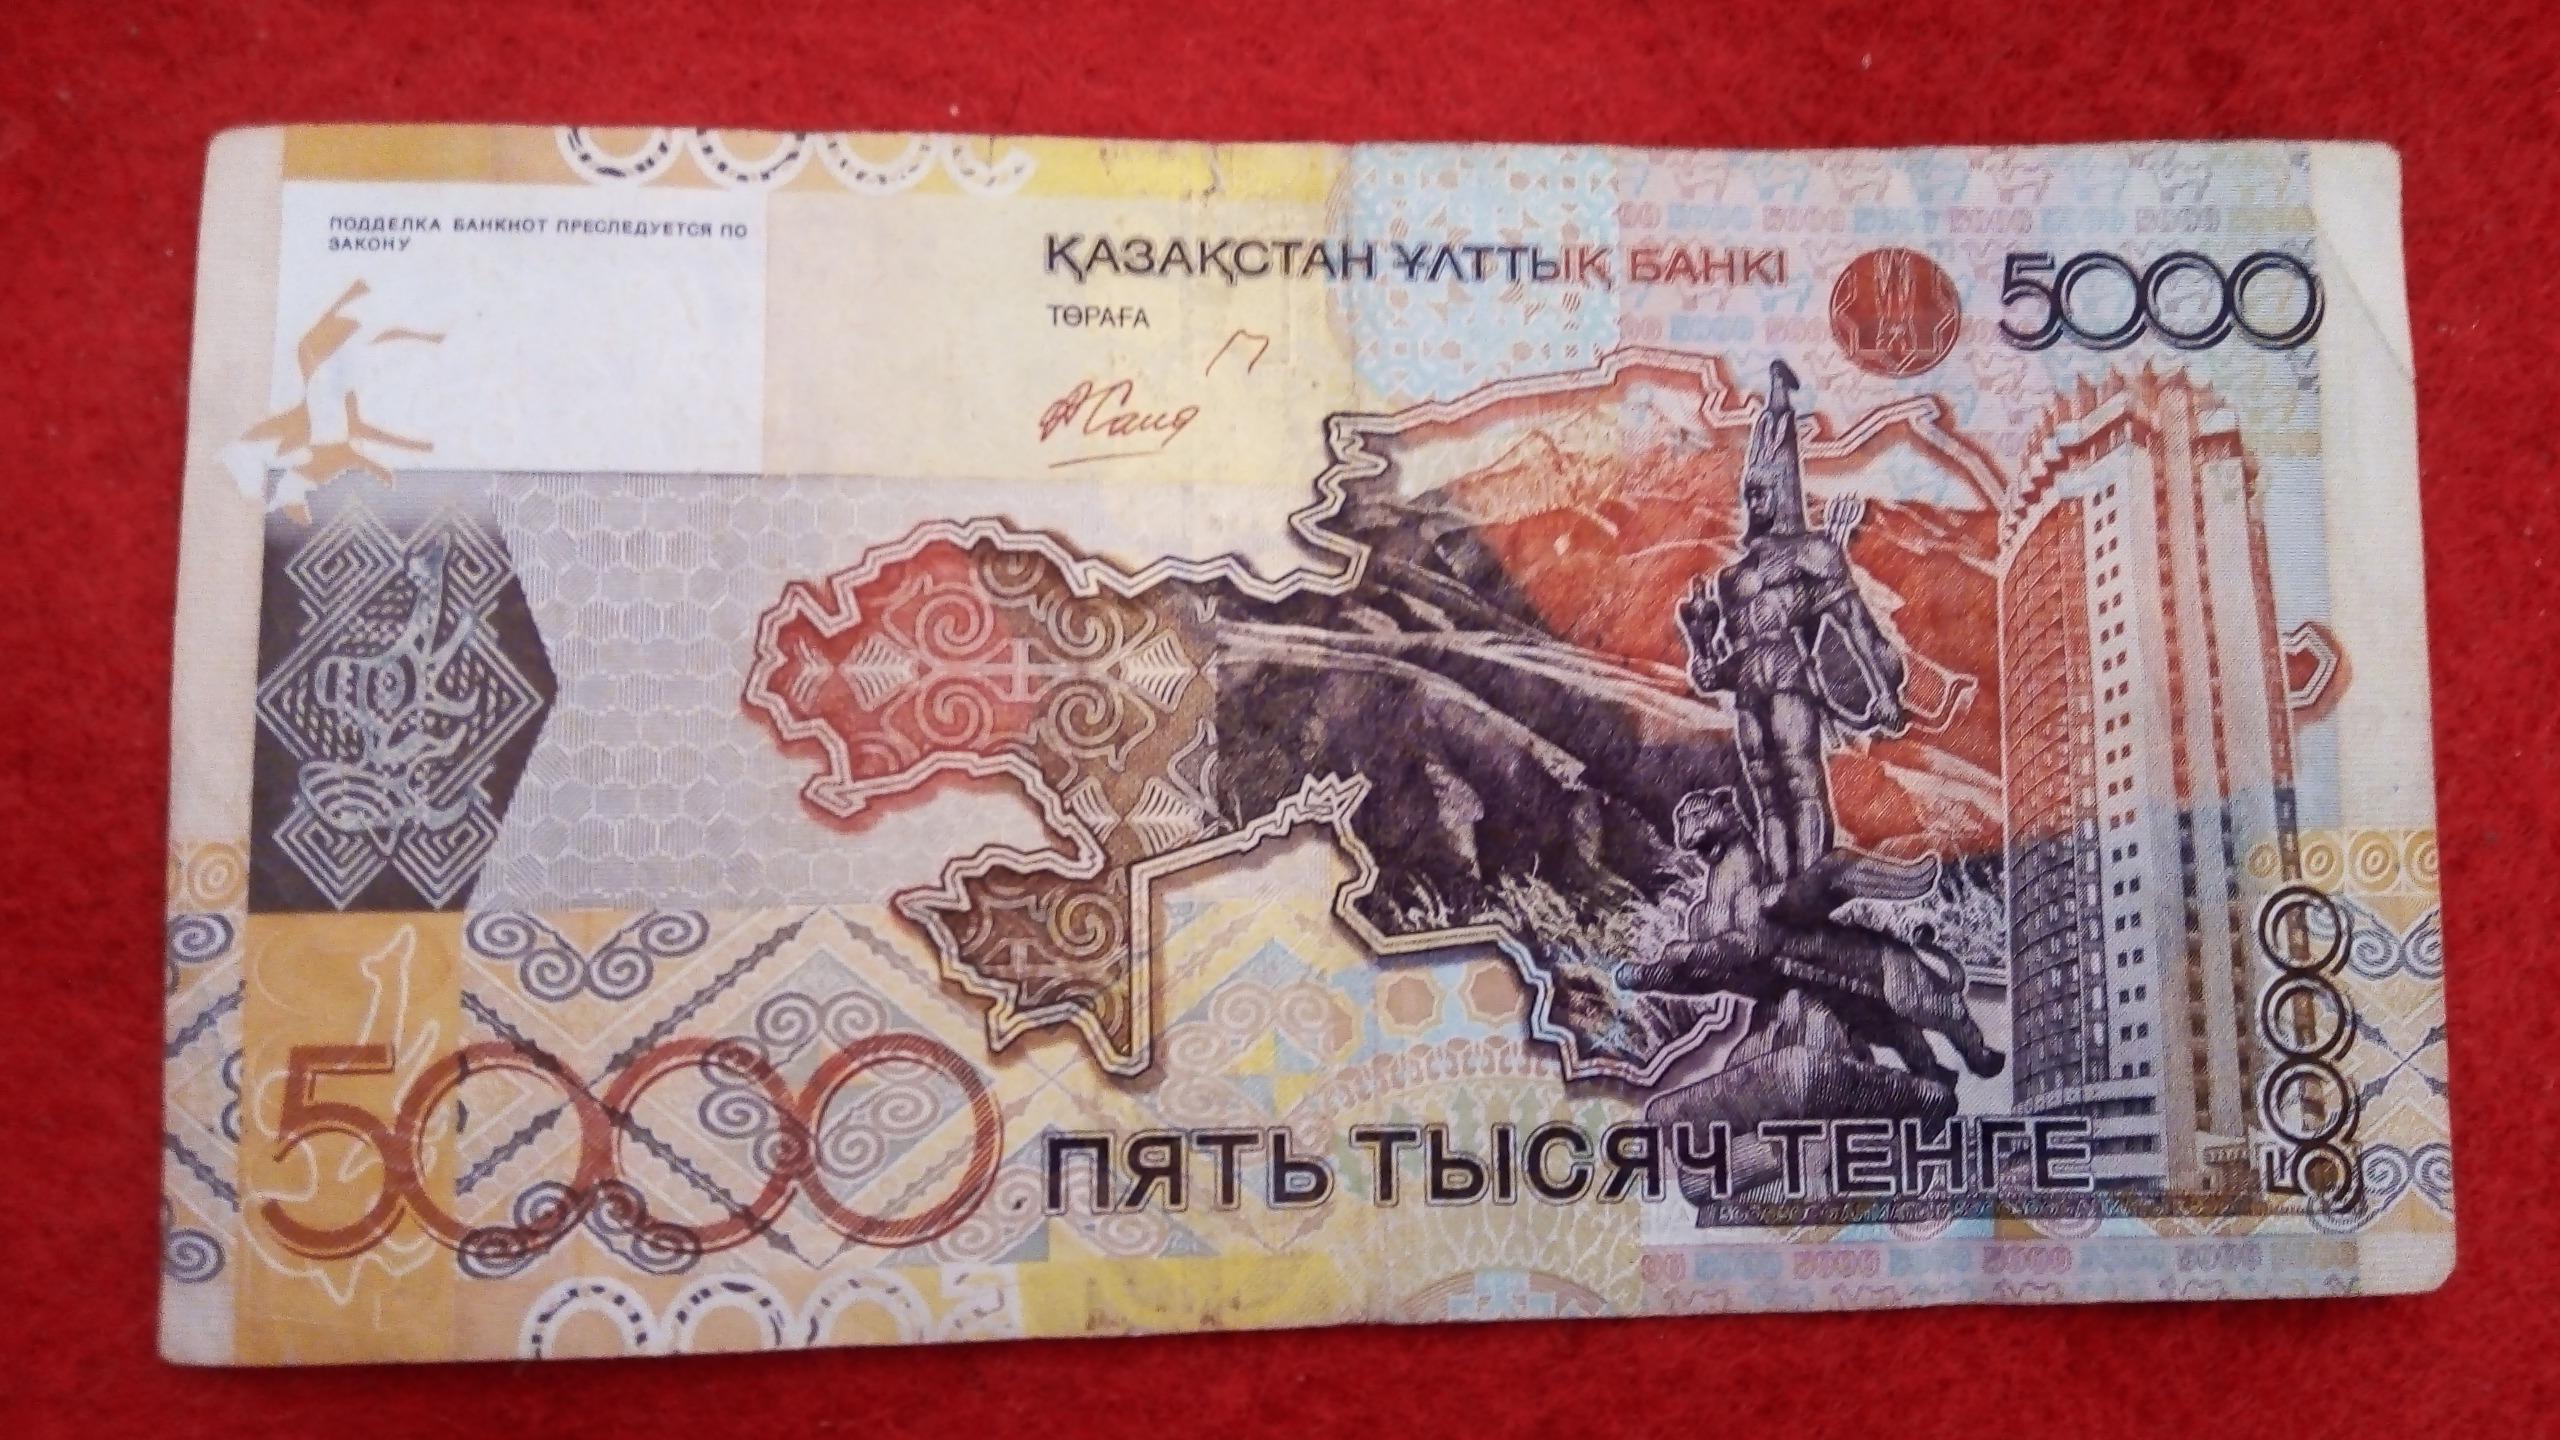 ПОДДЕЛКА БАНКНОТ ПРЕСЛЕДУЕТСЯ ПО
ЗАКОНУ
ҚАЗАҚСТАН ҰЛТТЫҚ БАНКІ
ТӨРАҒА
5000
5000
5000
ПЯТЬ ТЫСЯЧ ТЕНГЕ